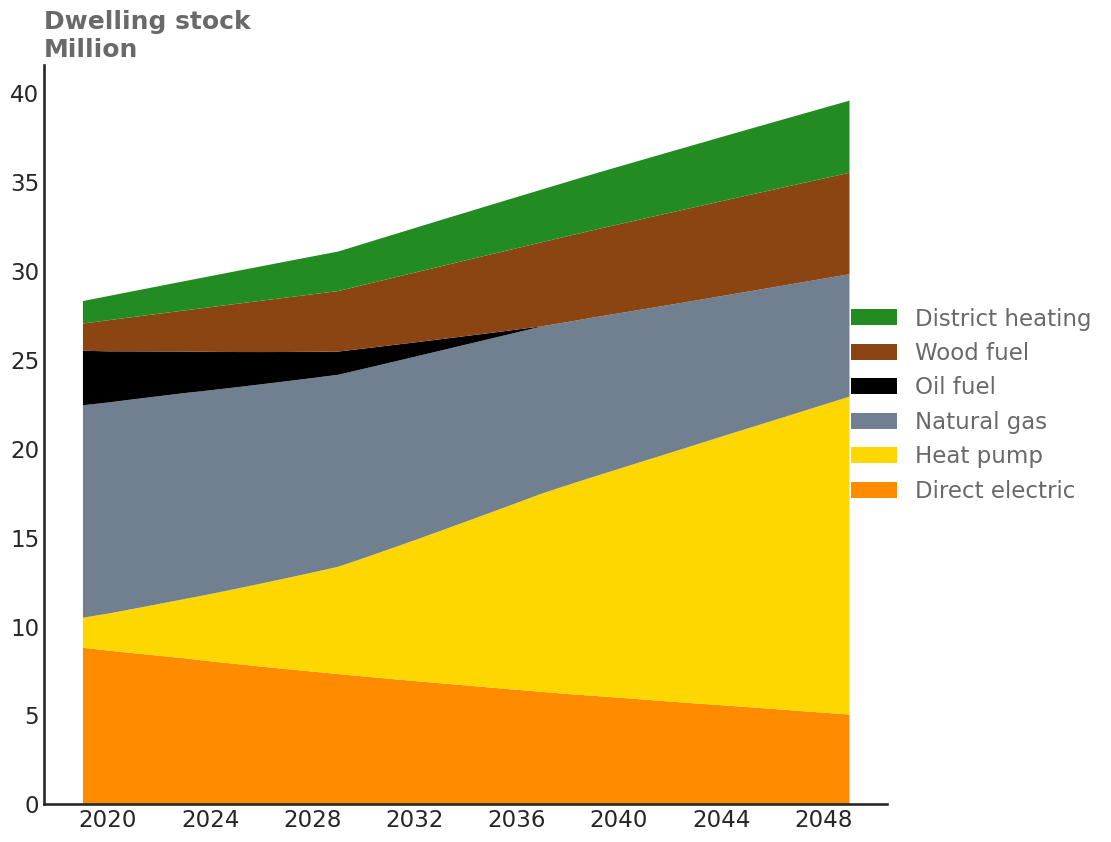 Dwelling stock
Million
40
35
30
25
20
15
10
5
0
2020 2024 2028 2032 2036 2040 2044 2048
District heating
Wood fuel
Oil fuel
Natural gas
Heat pump
Direct electric